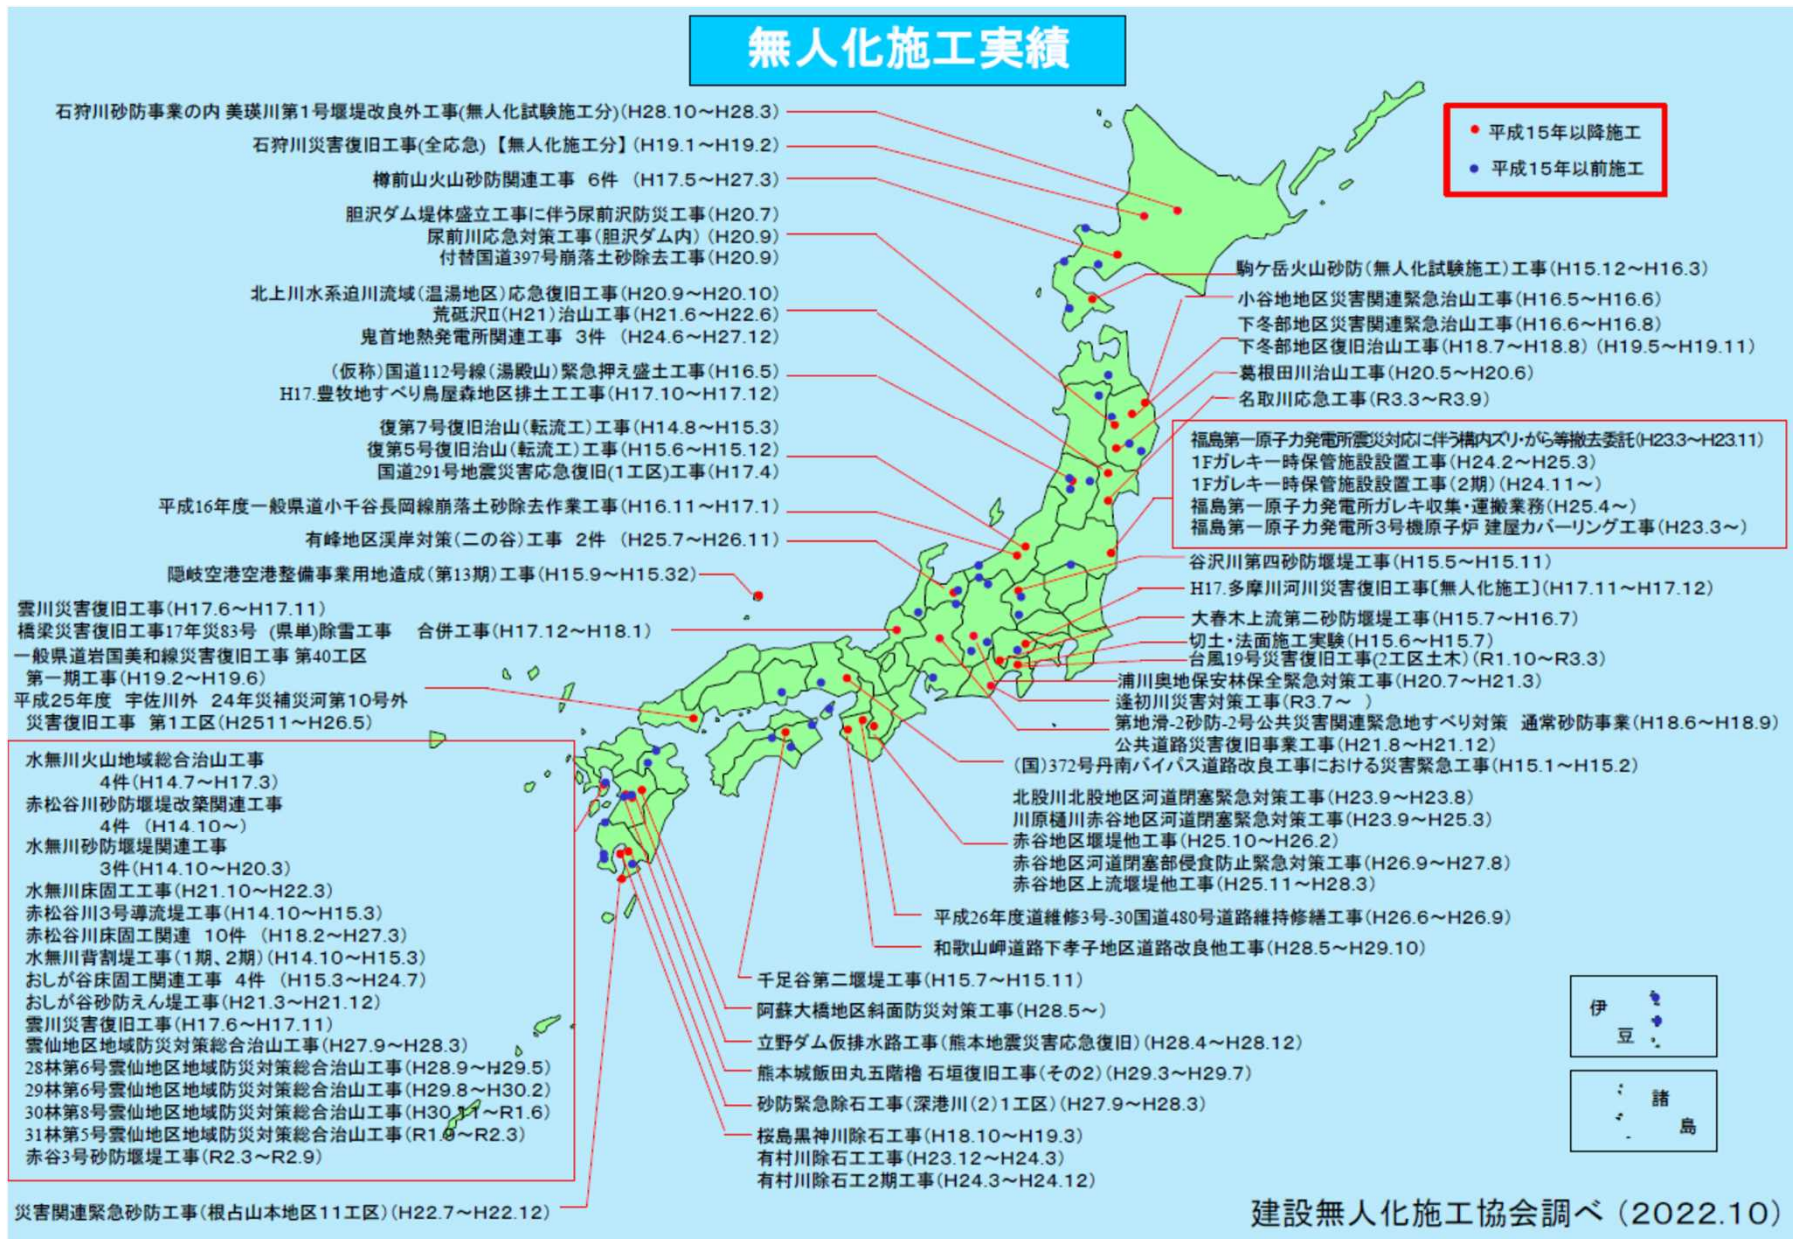 無人化施工実績
石狩川砂防事業の内 美瑛川第1号堰堤改良外工事(無人化試験施工分)(H28.10～H28.3)
石狩川災害復旧工事(全応急)【無人化施工分】(H19.1～H19.2)
樽前山火山砂防関連工事 6件 (H17.5～H27.3)
胆沢ダム堤体盛立工事に伴う尿前沢防災工事(H20.7)
尿前川応急対策工事(胆沢ダム内) (H20.9)
付替国道397号崩落土砂除去工事(H20.9)
北上川水系迫川流域(温湯地区)応急復旧工事(H20.9～H20.10)
荒砥沢Ⅱ(H21)治山工事(H21.6～H22.6)
鬼首地熱発電所関連工事 3件 (H24.6～H27.12)
(仮称)国道112号線(湯殿山)緊急押え盛土工事(H16.5)
H17.豊牧地すべり鳥屋森地区排土工工事(H17.10～H17.12)
復第7号復旧治山(転流工)工事(H14.8～H15.3)
復第5号復旧治山(転流工)工事(H15.6～H15.12)
国道291号地震災害応急復旧(1工区)工事(H17.4)
平成16年度一般県道小千谷長岡線崩落土砂除去作業工事(H16.11～H17.1)
有峰地区渓岸対策(二の谷)工事 2件 (H25.7～H26.11)
隠岐空港空港整備事業用地造成(第13期)工事(H15.9～H15.32)
雲川災害復旧工事(H17.6～H17.11)
橋梁災害復旧工事17年災83号 (県単)除雪工事 合併工事(H17.12～H18.1)
一般県道岩国美和線災害復旧工事 第40工区
第一期工事(H19.2～H19.6)
平成25年度 宇佐川外 24年災補災河第10号外
災害復旧工事 第1工区(H2511～H26.5)
水無川火山地域総合治山工事
4件(H14.7～H17.3)
赤松谷川砂防堰堤改築関連工事
4件 (H14.10～)
水無川砂防堰堤関連工事
3件(H14.10～H20.3)
水無川床固工工事(H21.10～H22.3)
赤松谷川3号導流堤工事(H14.10～H15.3)
赤松谷川床固工関連 10件 (H18.2～H27.3)
水無川背割堤工事(1期、2期)(H14.10～H15.3)
おしが谷床固工関連工事 4件 (H15.3～H24.7)
おしが谷砂防えん堤工事(H21.3～H21.12)
雲川災害復旧工事(H17.6～H17.11)
雲仙地区地域防災対策総合治山工事(H27.9～H28.3)
28林第6号雲仙地区地域防災対策総合治山工事(H28.9～H29.5)
29林第6号雲仙地区地域防災対策総合治山工事(H29.8～H30.2)
30林第8号雲仙地区地域防災対策総合治山工事(H30.11～R1.6)
31林第5号雲仙地区地域防災対策総合治山工事(R1.9～R2.3)
赤谷3号砂防堰堤工事(R2.3～R2.9)
災害関連緊急砂防工事(根占山本地区11工区)(H22.7～H22.12)
平成15年以降施工
平成15年以前施工
駒ケ岳火山砂防(無人化試験施工)工事(H15.12～H16.3)
小谷地地区災害関連緊急治山工事(H16.5～H16.6)
下冬部地区災害関連緊急治山工事(H16.6～H16.8)
下冬部地区復旧治山工事(H18.7～H18.8) (H19.5～H19.11)
葛根田川治山工事(H20.5～H20.6)
名取川応急工事(R3.3～R3.9)
福島第一原子力発電所震災対応に伴う構内ズリ・がら等撤去委託(H23.3～H23.11)
1Fガレキ一時保管施設設置工事(H24.2～H25.3)
1Fガレキ一時保管施設設置工事(2期)(H24.11～)
福島第一原子力発電所ガレキ収集・運搬業務(H25.4～)
福島第一原子力発電所3号機原子炉 建屋カバーリング工事(H23.3～)
谷沢川第四砂防堰堤工事(H15.5～H15.11)
H17.多摩川河川災害復旧工事〔無人化施工〕(H17.11～H17.12)
大春木上流第二砂防堰堤工事(H15.7～H16.7)
切土・法面施工実験(H15.6～H15.7)
台風19号災害復旧工事(2工区土木)(R1.10～R3.3)
浦川奥地保安林保全緊急対策工事(H20.7～H21.3)
逢初川災害対策工事(R3.7～ )
第地滑-2砂防-2号公共災害関連緊急地すべり対策 通常砂防事業(H18.6～H18.9)
公共道路災害復旧事業工事(H21.8～H21.12)
(国)372号丹南バイパス道路改良工事における災害緊急工事(H15.1～H15.2)
北股川北股地区河道閉塞緊急対策工事(H23.9～H23.8)
川原樋川赤谷地区河道閉塞緊急対策工事(H23.9～H25.3)
赤谷地区堰堤他工事(H25.10～H26.2)
赤谷地区河道閉塞部侵食防止緊急対策工事(H26.9～H27.8)
赤谷地区上流堰堤他工事(H25.11～H28.3)
平成26年度道維修3号-30国道480号道路維持修繕工事(H26.6～H26.9)
和歌山岬道路下孝子地区道路改良他工事(H28.5～H29.10)
千足谷第二堰堤工事(H15.7～H15.11)
阿蘇大橋地区斜面防災対策工事(H28.5～)
立野ダム仮排水路工事(熊本地震災害応急復旧)(H28.4～H28.12)
熊本城飯田丸五階櫓 石垣復旧工事(その2)(H29.3～H29.7)
砂防緊急除石工事(深港川(2)1工区)(H27.9～H28.3)
桜島黒神川除石工事(H18.10～H19.3)
有村川除石工工事(H23.12～H24.3)
有村川除石工2期工事(H24.3～H24.12)
伊
豆
諸
島
建設無人化施工協会調べ(2022.10)